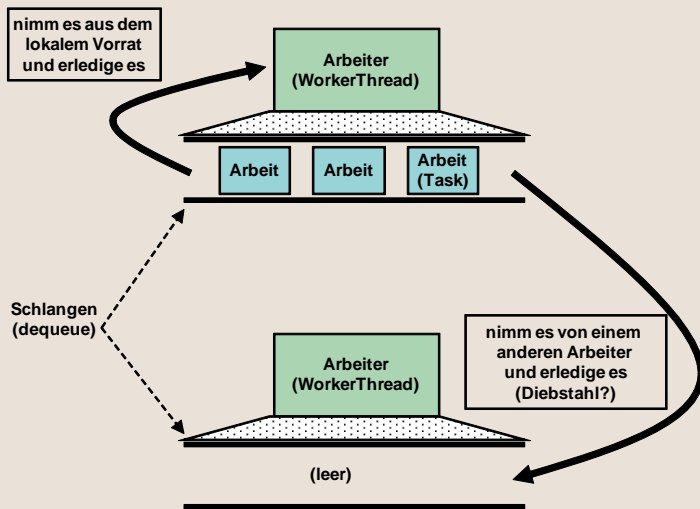 nimm es aus dem
lokalem Vorrat
und erledige es
Arbeiter
(WorkerThread)
Arbeit
Arbeit
Arbeit
(Task)
Schlangen
(dequeue)
nimm es von einem
anderen Arbeiter
und erledige es
(Diebstahl?)
Arbeiter
(WorkerThread)
(leer)